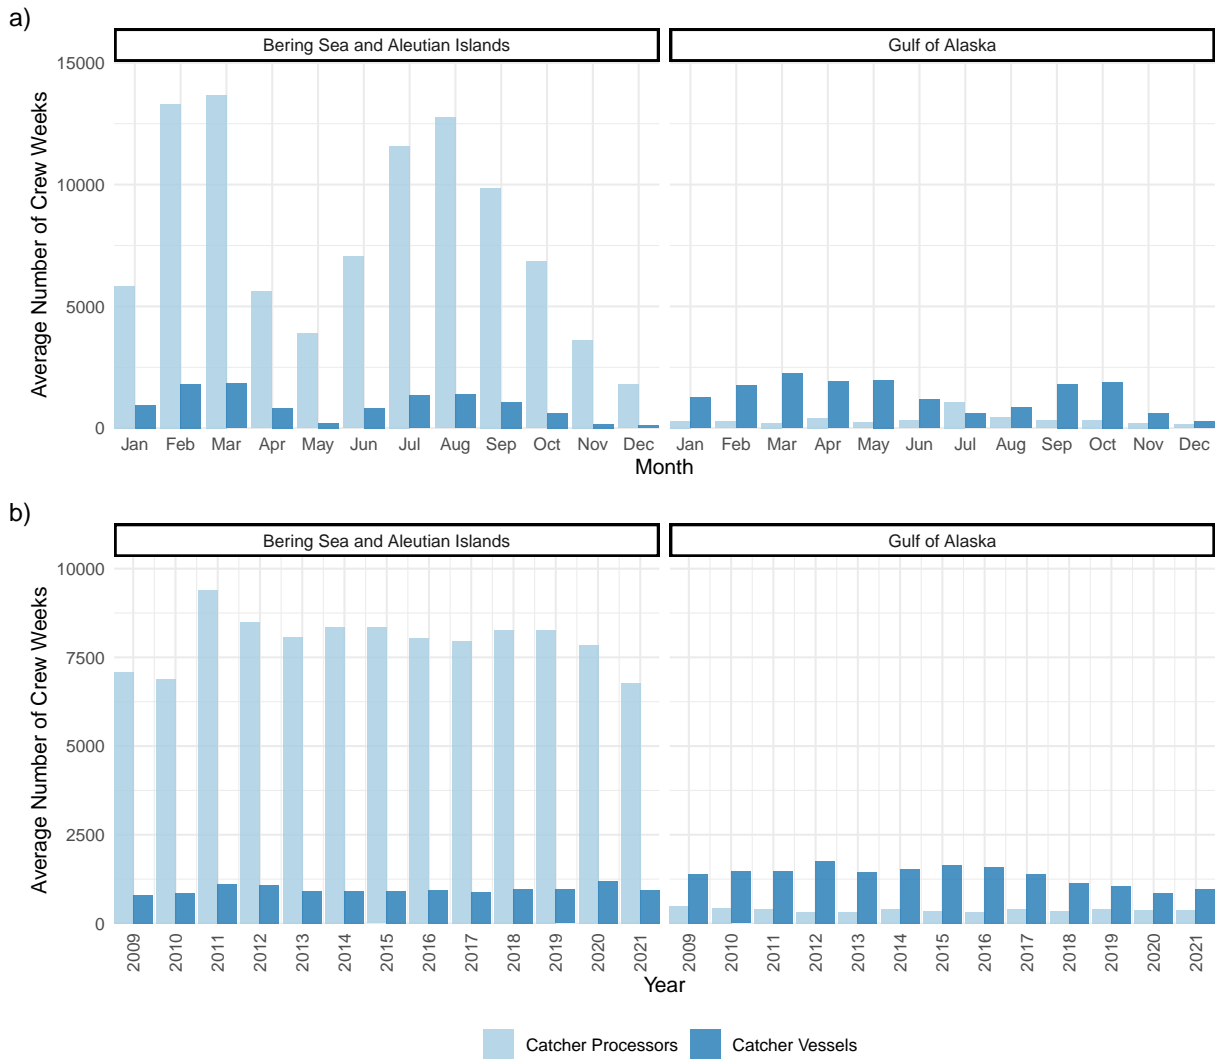 a)
Bering Sea and Aleutian Islands
Gulf of Alaska
Average Number of Crew Weeks
15000
10000
5000
0
Jan Feb Mar Apr May Jun Jul Aug Sep Oct Nov Dec
Jan Feb Mar Apr May Jun Jul Aug Sep Oct Nov Dec
Month
b)
Bering Sea and Aleutian Islands
Gulf of Alaska
Average Number of Crew Weeks
10000
7500
5000
2500
0
2009 2010 2011 2012 2013 2014 2015 2016 2017 2018 2019 2020 2021
2009 2010 2011 2012 2013 2014 2015 2016 2017 2018 2019 2020 2021
Year
Catcher Processors
Catcher Vessels